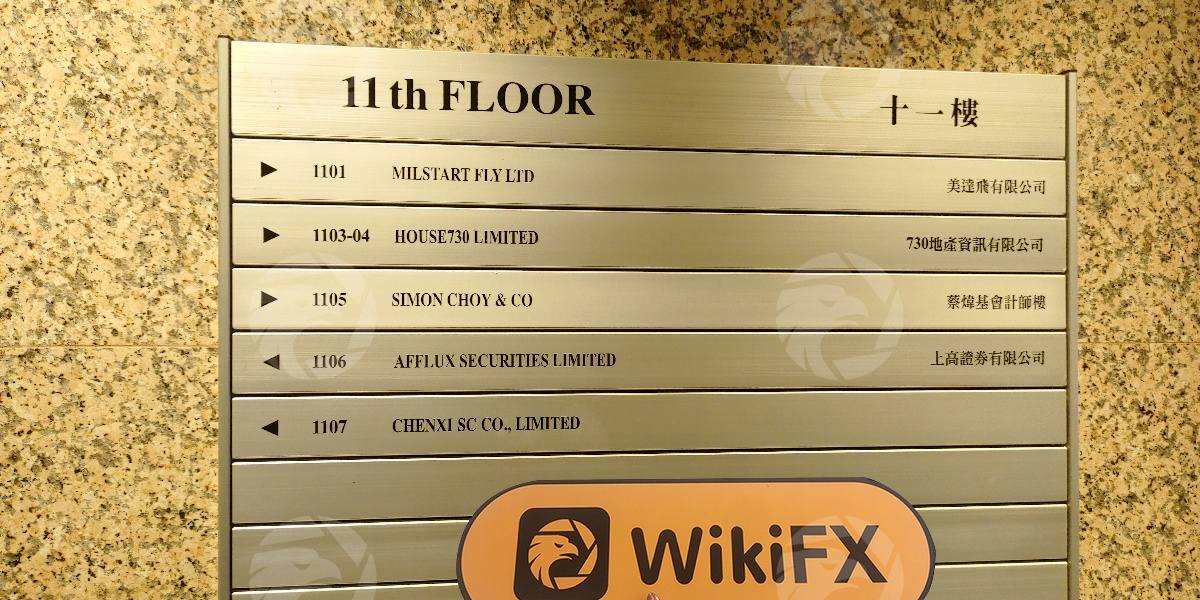 11th FLOOR 十一樓
1101 MILSTART FLY LTD 美達飛有限公司
1103-04 HOUSE730 LIMITED 730地產資訊有限公司
1105 SIMON CHOY & CO 蔡煒基會計師樓
1106 AFFLUX SECURITIES LIMITED 上高證券有限公司
1107 CHENXI SC CO., LIMITED
WikiFX